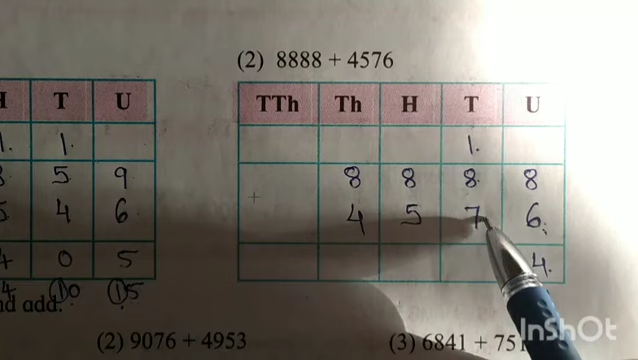 (2) 8888 + 4576
H T U
TTh Th H T U
1. 1.
1.
5 9
8 8 8 8
4 6
+ 4 5 7 6
0 5
4.
4 ①0 ①5
nd add.
(2) 9076 + 4953
(3) 6841 + 751
InShOt